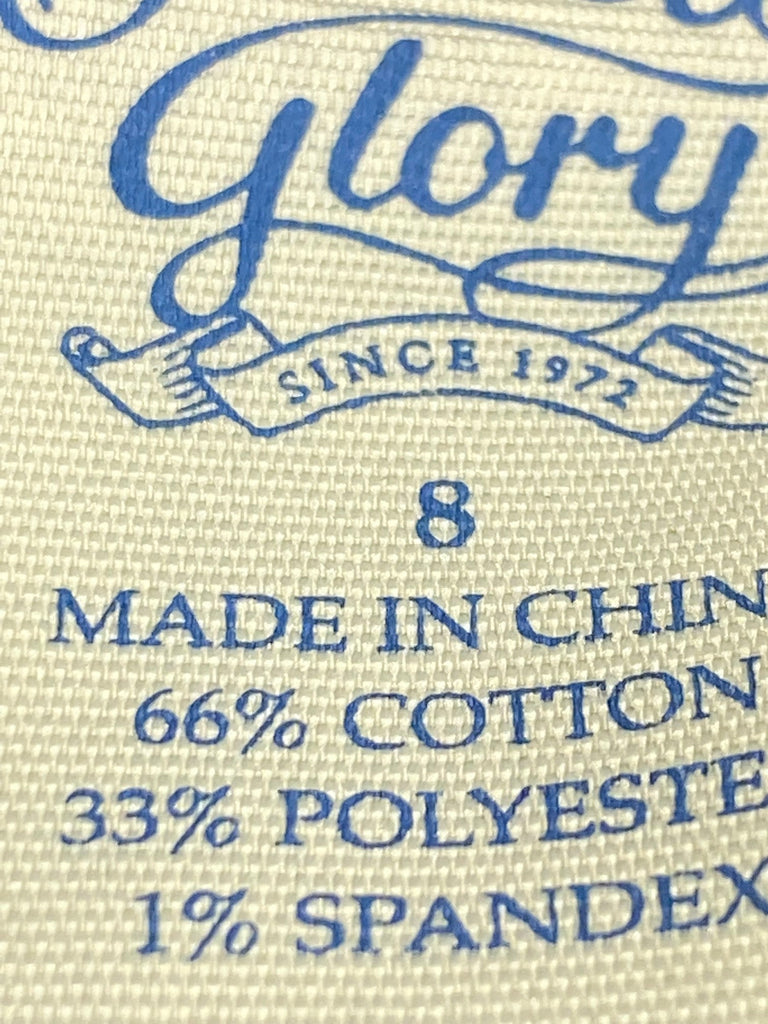 Glory
SINCE 1972
8
MADE IN CHIN
66% COTTON
33% POLYESTE
1% SPANDEX